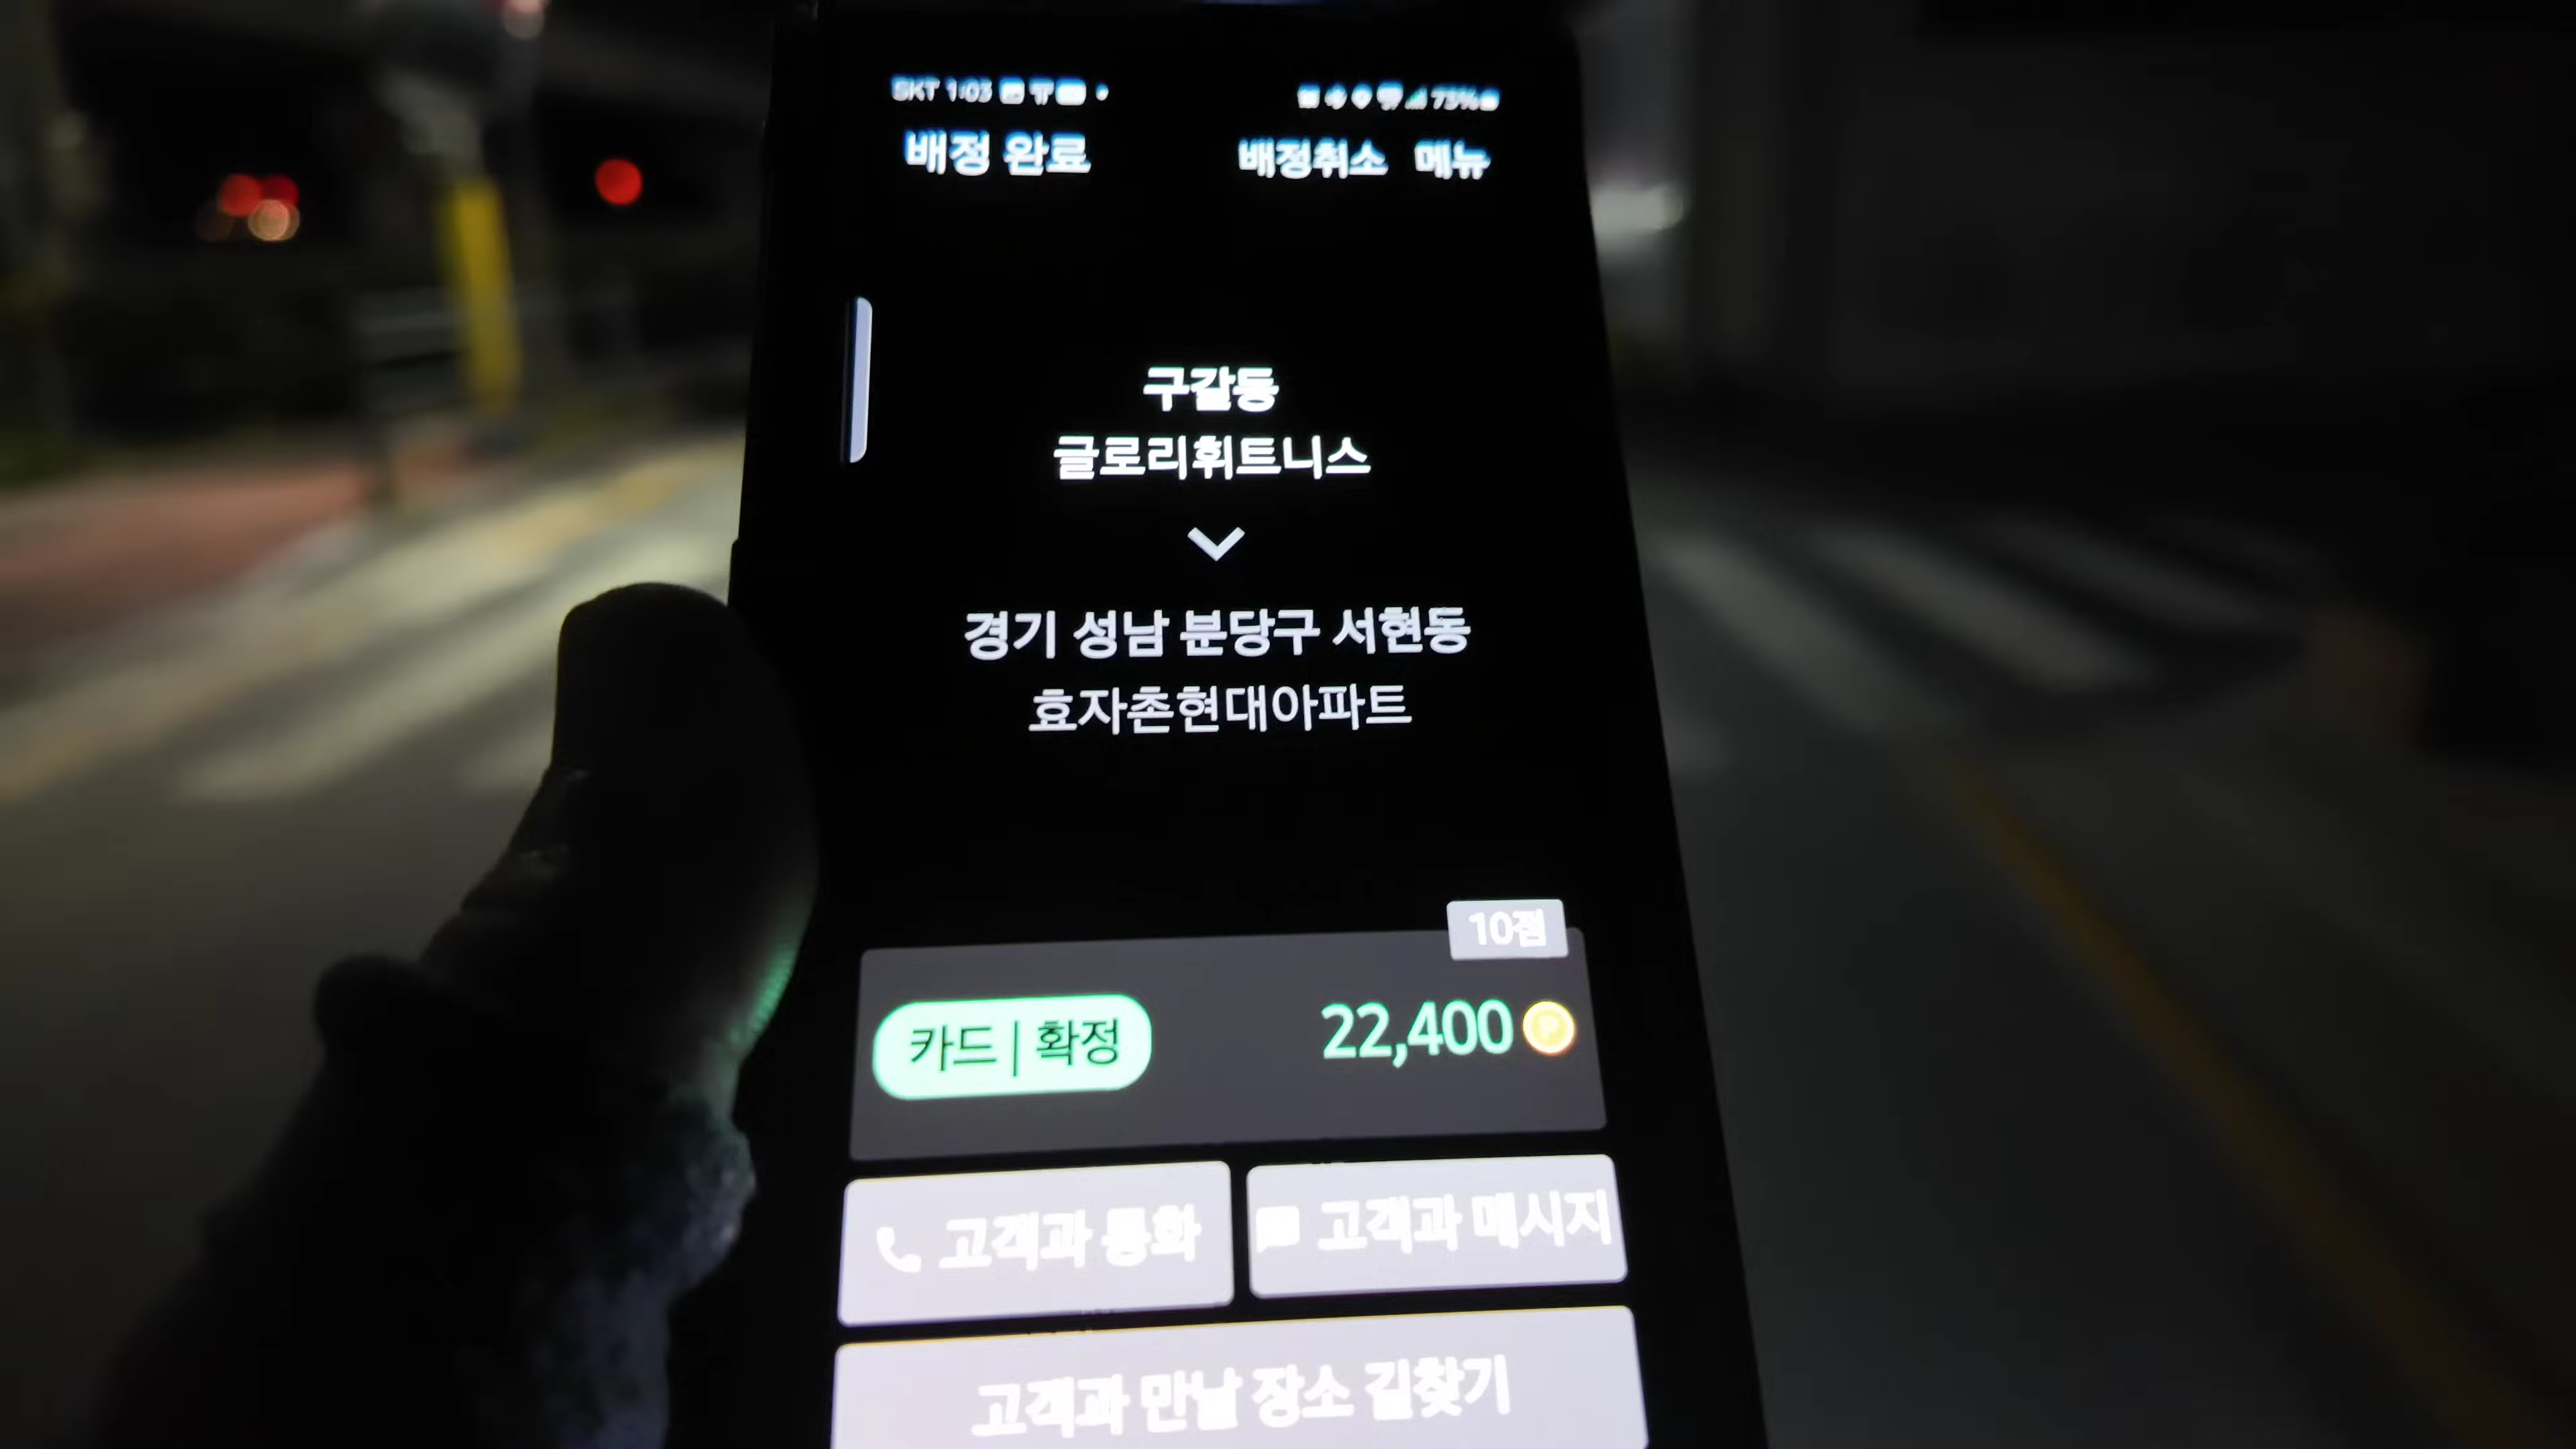 SKT 1:03 73%
배정 완료 배정취소 메뉴
구갈동
글로리휘트니스
경기 성남 분당구 서현동
효자촌현대아파트
10잼
카드 | 확정 22,400 P
고객과 통화 고객과 메시지
고객과 만날 장소 길찾기